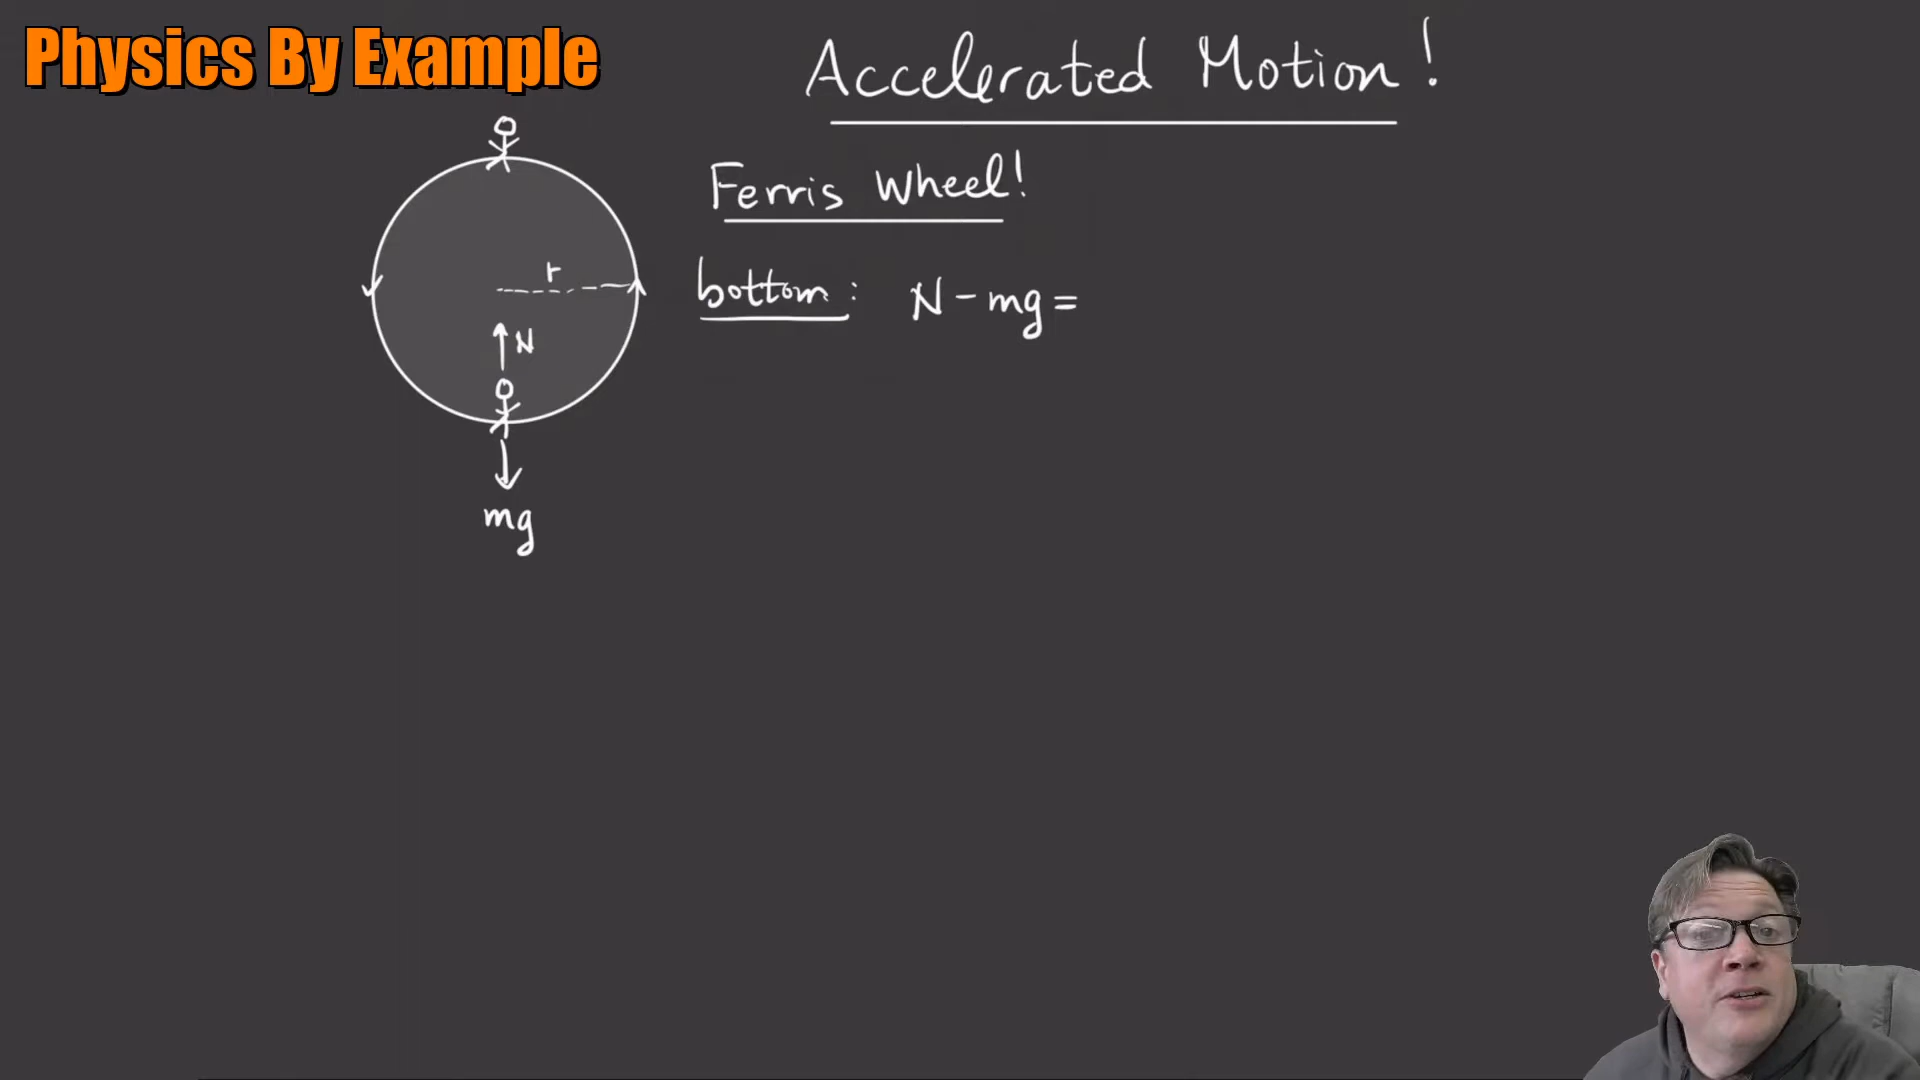 Physics By Example
Accelerated Motion!
Ferris Wheel!
r
bottom: N - mg =
N
mg